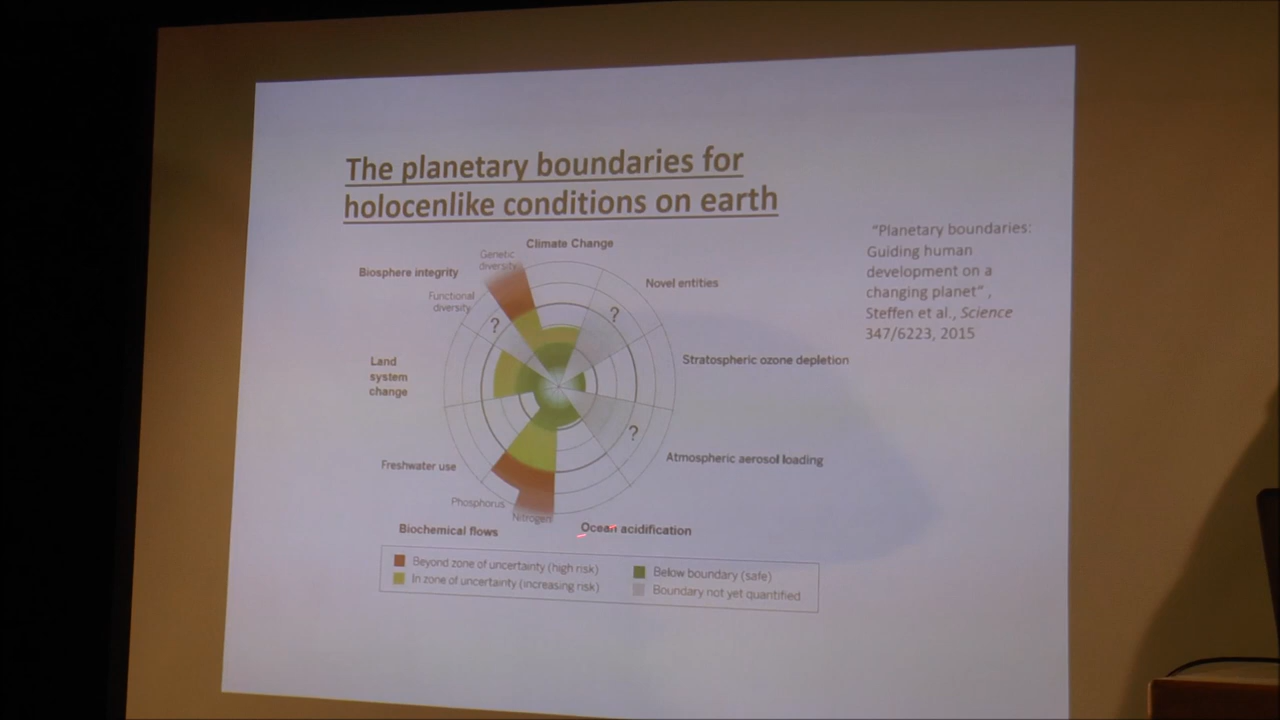 The planetary boundaries for
holocenlike conditions on earth
"Planetary boundaries:
Guiding human
development on a
changing planet" ,
Steffen et al., Science
347/6223, 2015
Climate Change
Genetic
diversity
Biosphere integrity
Functional
diversity
?
Novel entities
?
Land
system
change
Stratospheric ozone depletion
?
Atmospheric aerosol loading
Freshwater use
Phosphorus
Nitrogen
Biochemical flows
Ocean acidification
Beyond zone of uncertainty (high risk)
In zone of uncertainty (increasing risk)
Below boundary (safe)
Boundary not yet quantified